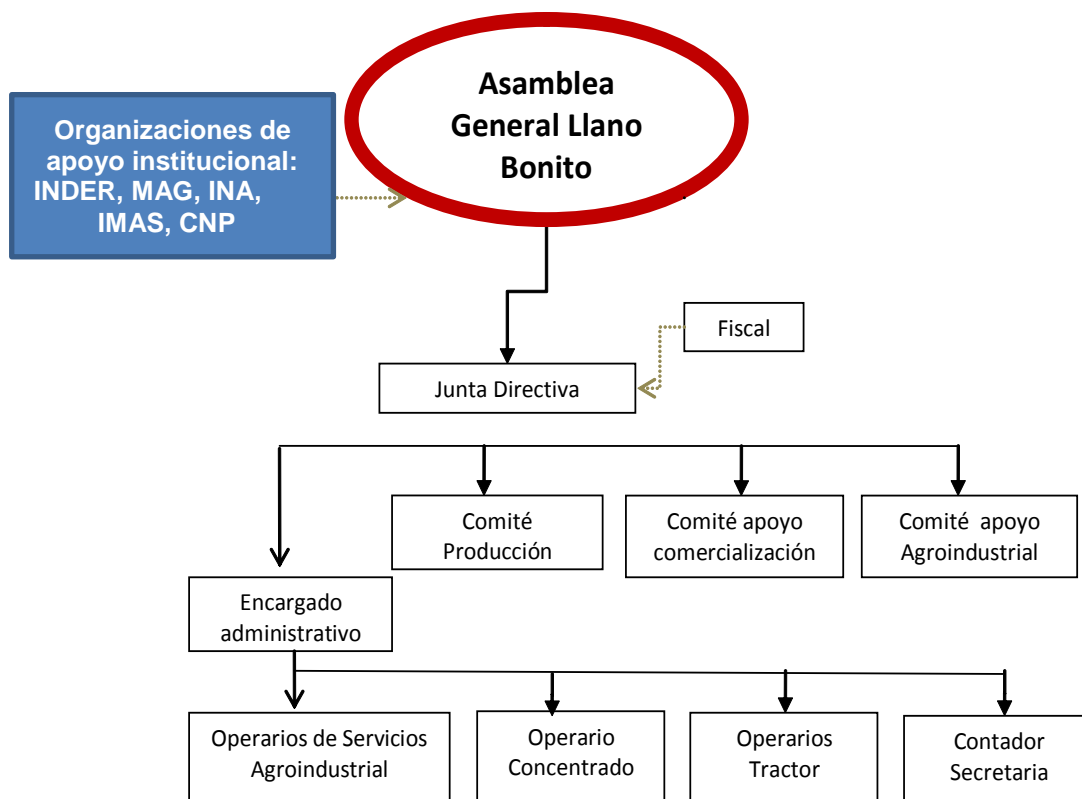 Asamblea
General Llano
Bonito
Organizaciones de
apoyo institucional:
INDER, MAG, INA,
IMAS, CNP
Fiscal
Junta Directiva
Comité
Producción
Comité apoyo
comercialización
Comité apoyo
Agroindustrial
Encargado
administrativo
Operarios de Servicios
Agroindustrial
Operario
Concentrado
Operarios
Tractor
Contador
Secretaria